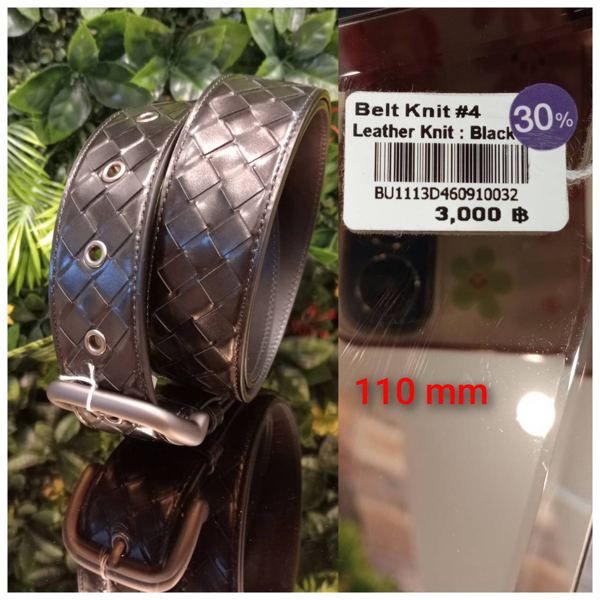 Belt Knit #4
30%
Leather Knit : Black
BU1113D460910032
3,000 ฿
110 mm